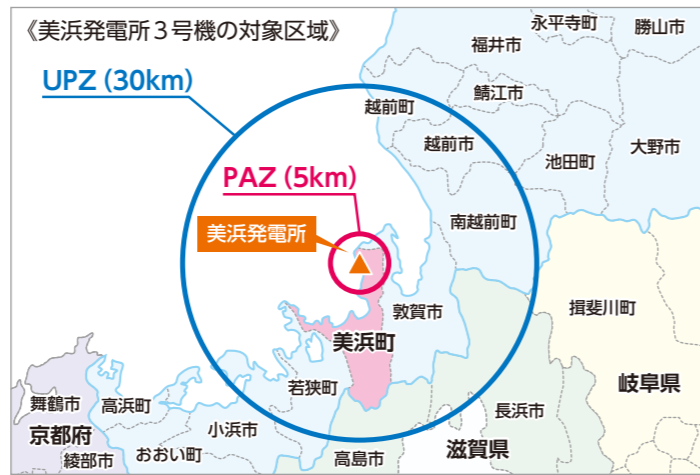 《美浜発電所３号機の対象区域》
永平寺町
勝山市
福井市
UPZ (30km)
越前町
鯖江市
越前市
大野市
池田町
PAZ (5km)
南越前町
美浜発電所
敦賀市
揖斐川町
美浜町
若狭町
岐阜県
舞鶴市
高浜町
長浜市
小浜市
京都府
おおい町
滋賀県
綾部市
高島市